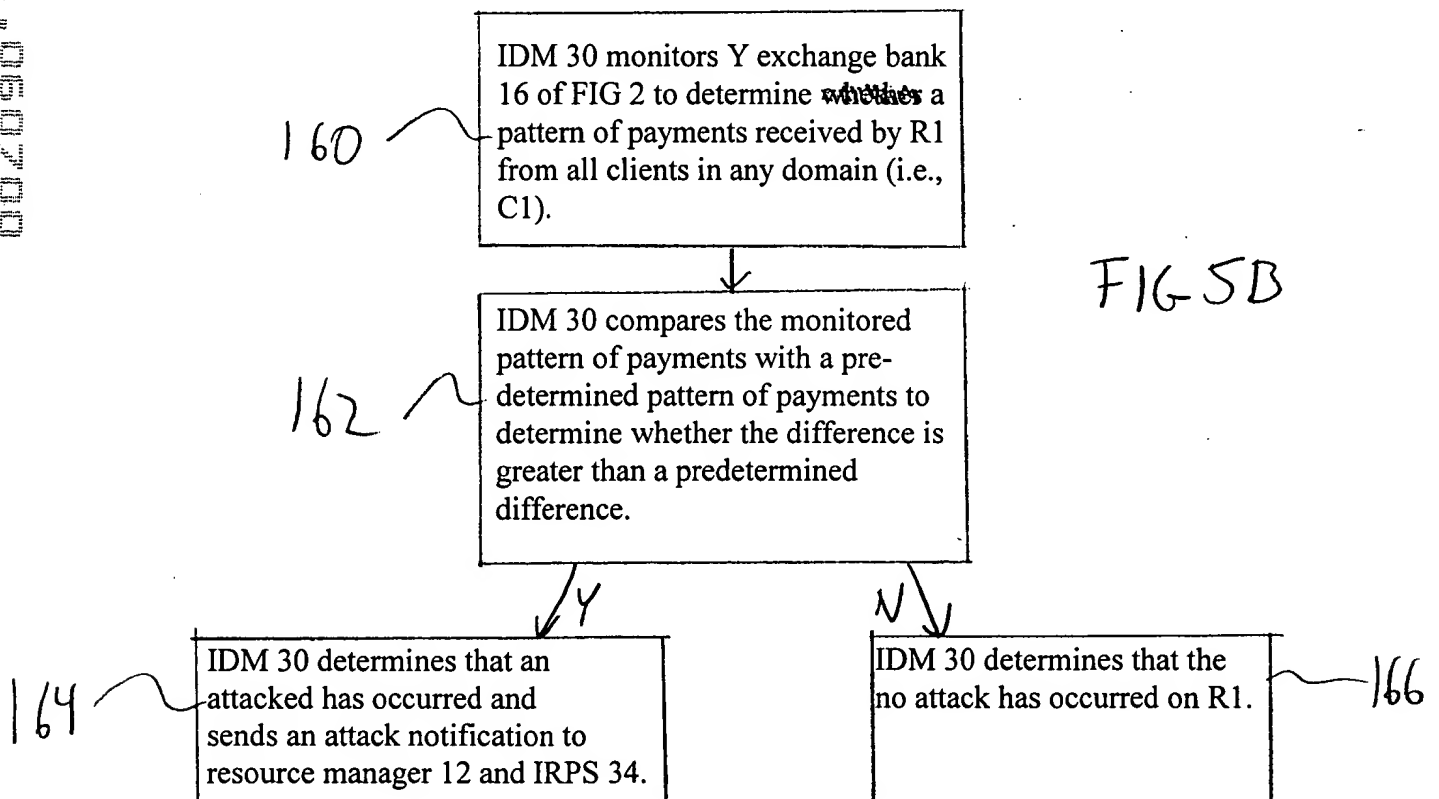 IDM 30 monitors Y exchange bank
16 of FIG 2 to determine whether a
pattern of payments received by R1
from all clients in any domain (i.e.,
C1).
160
FIG 5B
IDM 30 compares the monitored
pattern of payments with a pre-
determined pattern of payments to
determine whether the difference is
greater than a predetermined
difference.
162
Y
N
IDM 30 determines that an
attacked has occurred and
sends an attack notification to
resource manager 12 and IRPS 34.
164
IDM 30 determines that the
no attack has occurred on R1.
166